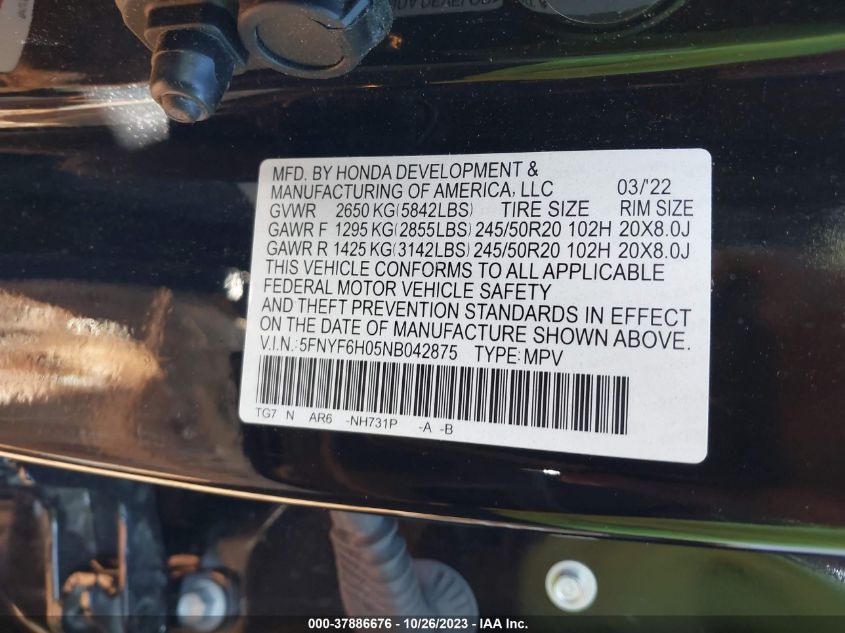 MFD. BY HONDA DEVELOPMENT &
MANUFACTURING OF AMERICA, LLC 03/'22
GVWR 2650 KG(5842LBS) TIRE SIZE RIM SIZE
GAWR F 1295 KG(2855LBS) 245/50R20 102H 20X8.0J
GAWR R 1425 KG(3142LBS) 245/50R20 102H 20X8.0J
THIS VEHICLE CONFORMS TO ALL APPLICABLE
FEDERAL MOTOR VEHICLE SAFETY
AND THEFT PREVENTION STANDARDS IN EFFECT
ON THE DATE OF MANUFACTURE SHOWN ABOVE.
V.I.N.: 5FNYF6H05NB042875 TYPE: MPV
TG7 N AR6 -NH731P -A -B
000-37886676 - 10/26/2023 - IAA Inc.